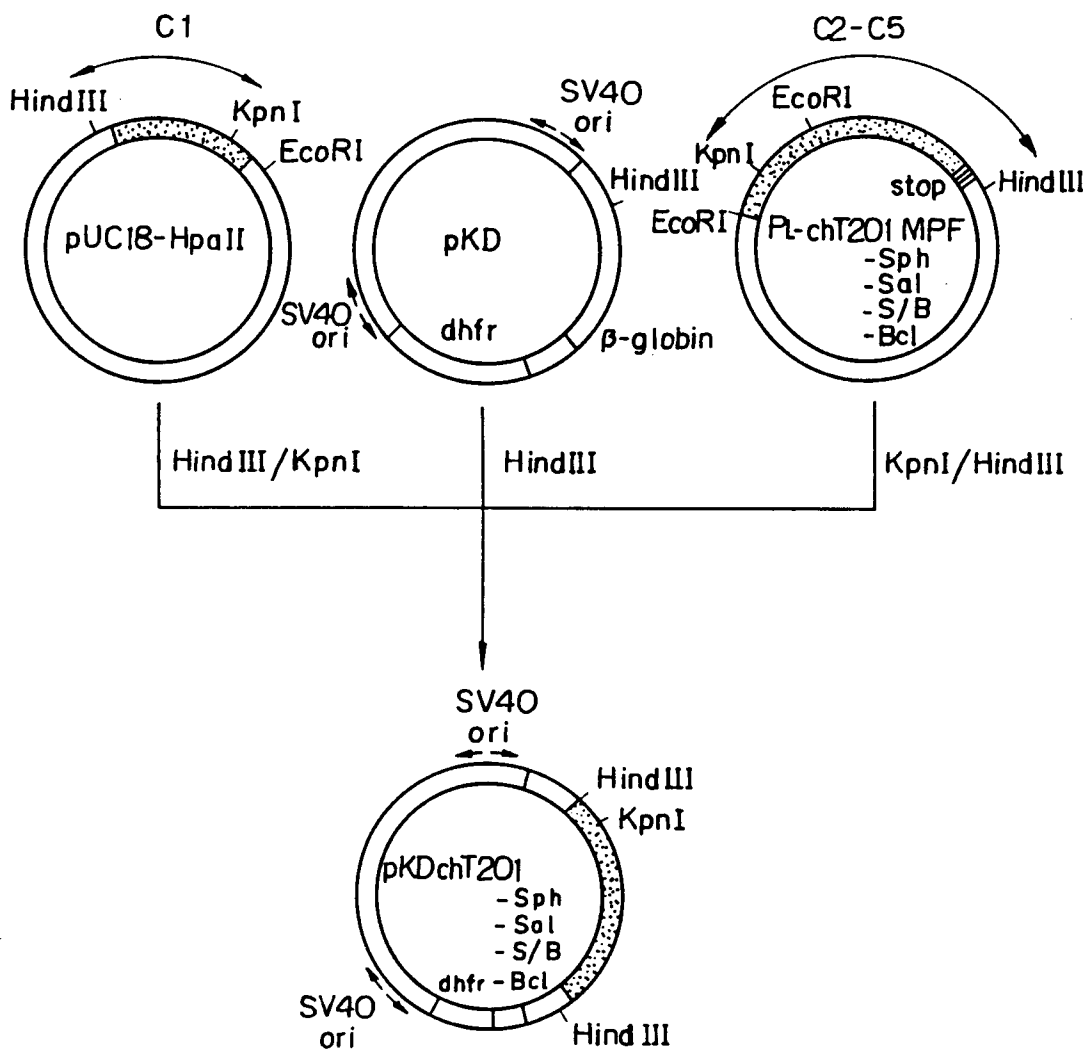 C1
HindIII
KpnI
EcoRI
pUC18-HpaII
SV40
ori
HindIII
pKD
SV40
ori
dhfr
β-globin
C2-C5
EcoRI
KpnI
HindIII
stop
EcoRI
PL-chT201 MPF
-Sph
-Sal
-S/B
-Bcl
HindIII/KpnI
HindIII
KpnI/HindIII
SV40
ori
HindIII
KpnI
pKDchT201
-Sph
-Sal
-S/B
dhfr -Bcl
SV40
ori
Hind III